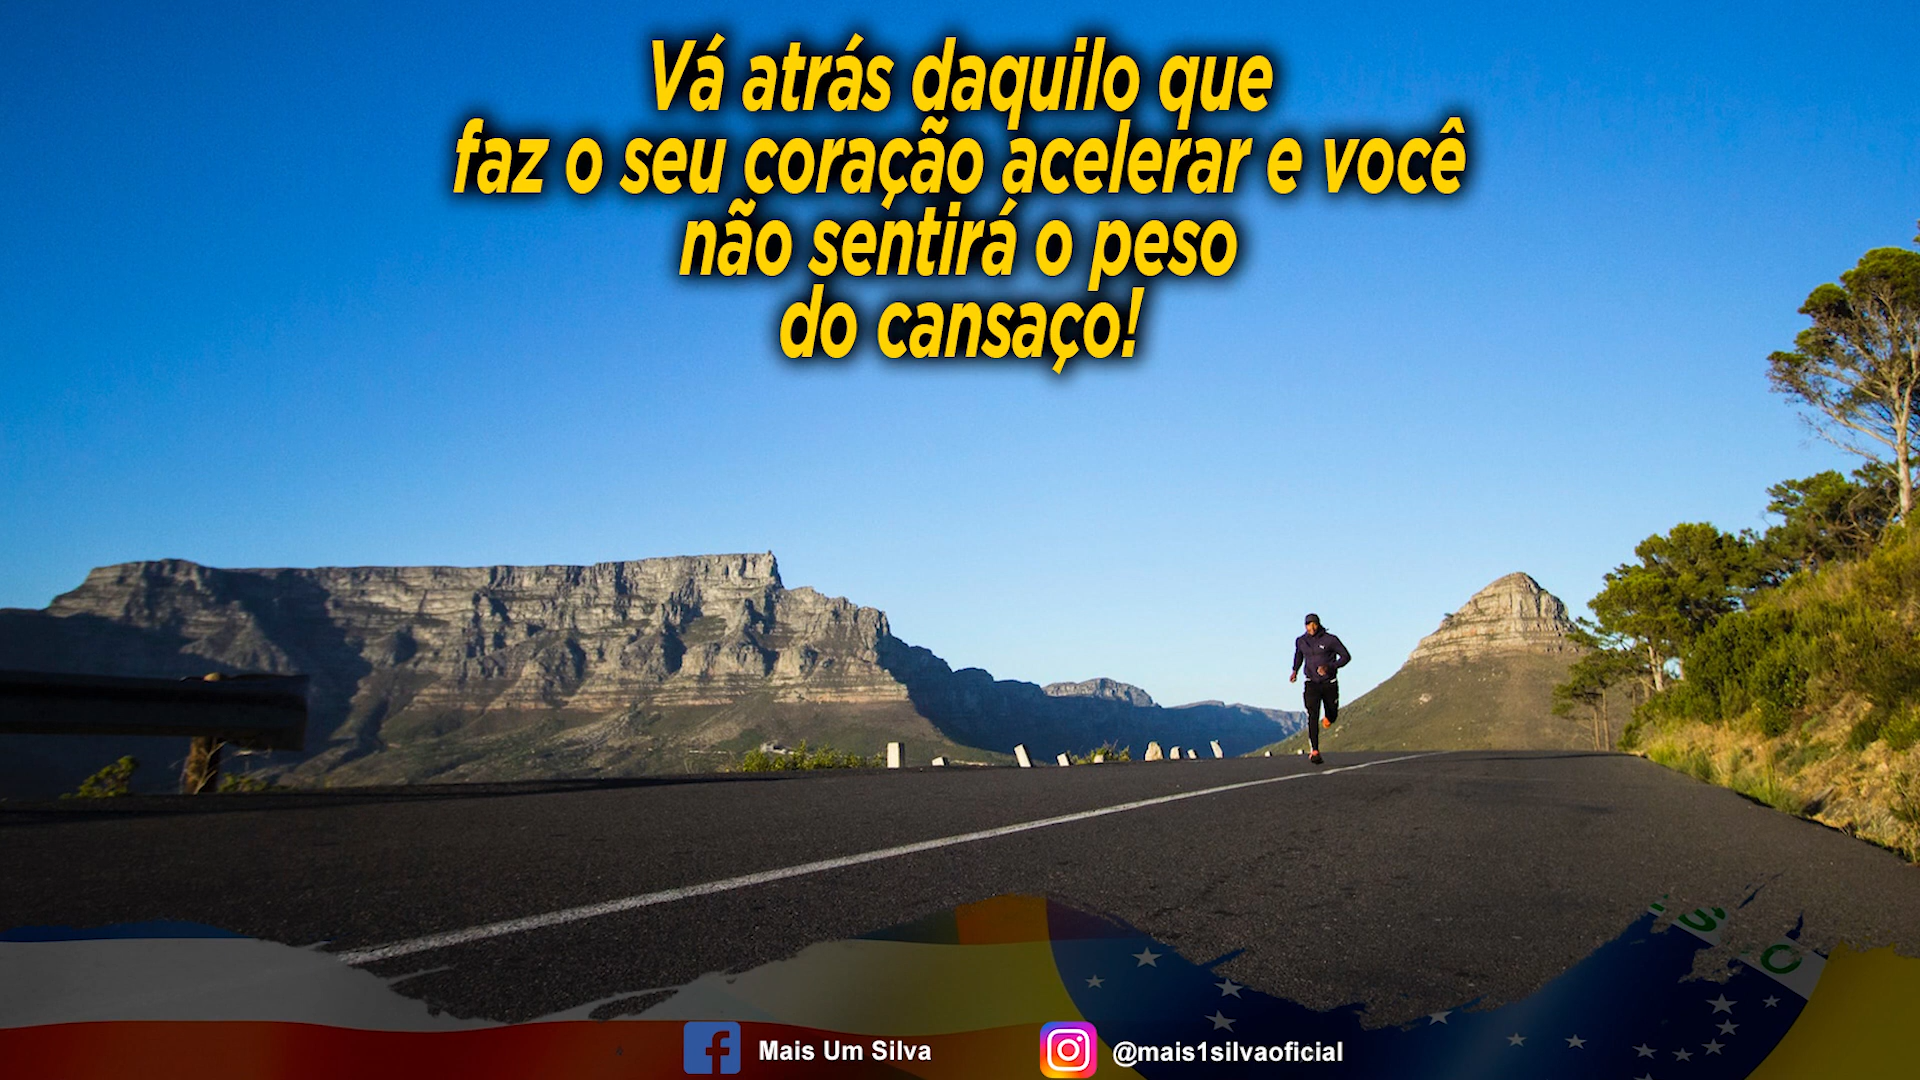 Vá atrás daquilo que
faz o seu coração acelerar e você
não sentirá o peso
do cansaço!
Mais Um Silva
@mais1silvaoficial